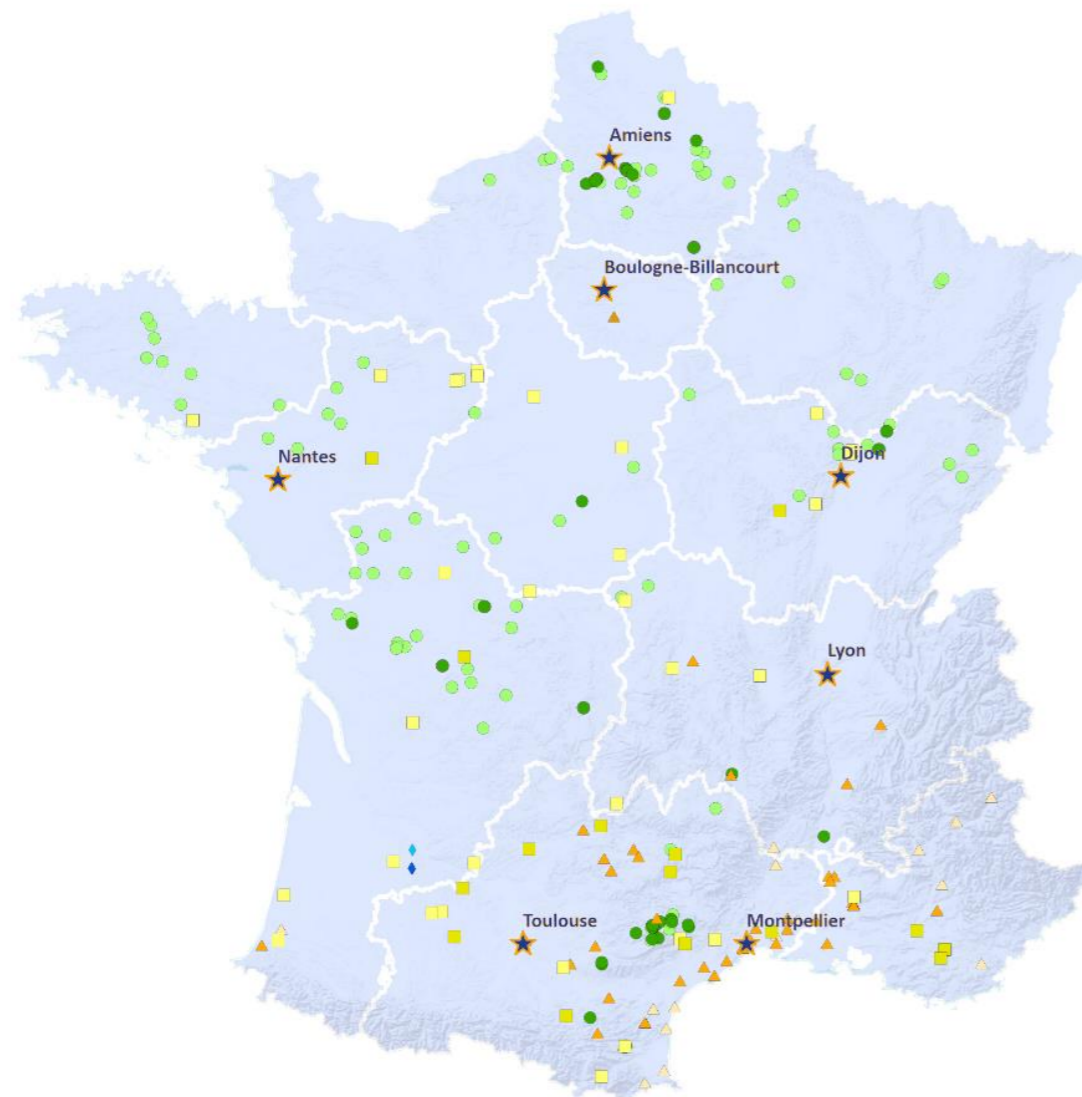 Amiens
Boulogne-Billancourt
Nantes
Dijon
Lyon
Toulouse
Montpellier